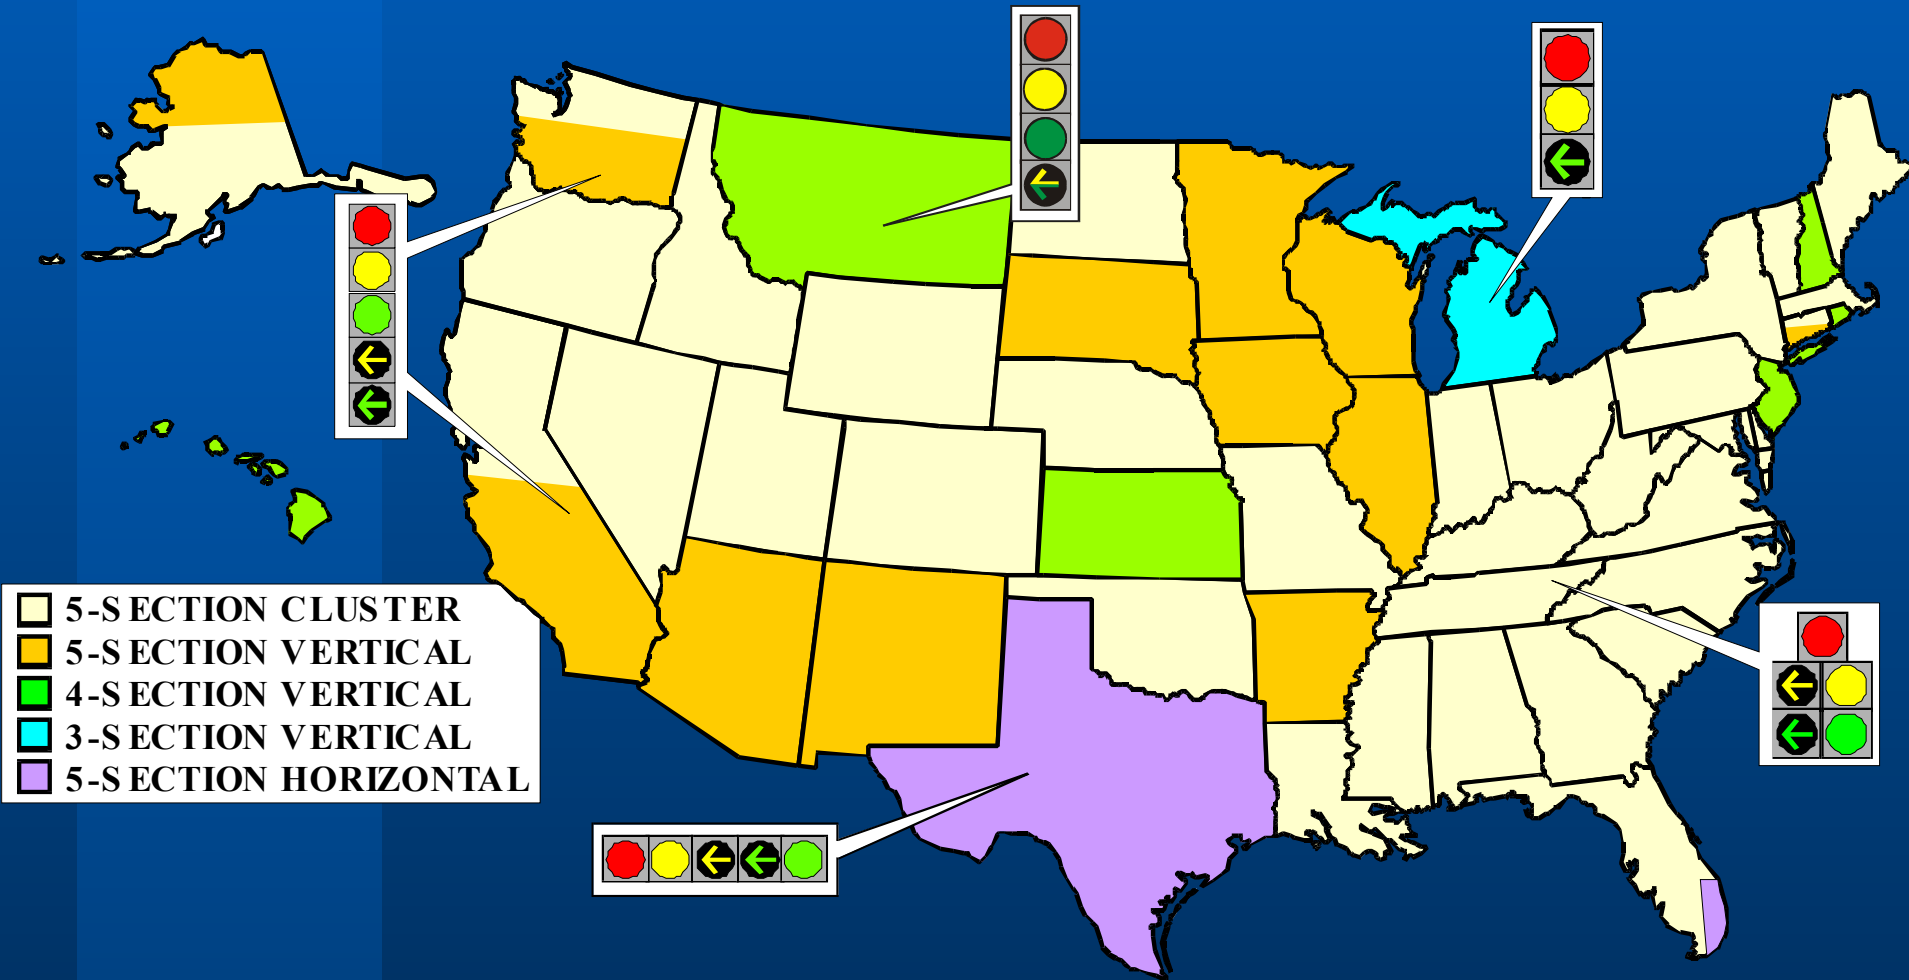 5-SECTION CLUSTER
5-SECTION VERTICAL
4-SECTION VERTICAL
3-SECTION VERTICAL
5-SECTION HORIZONTAL